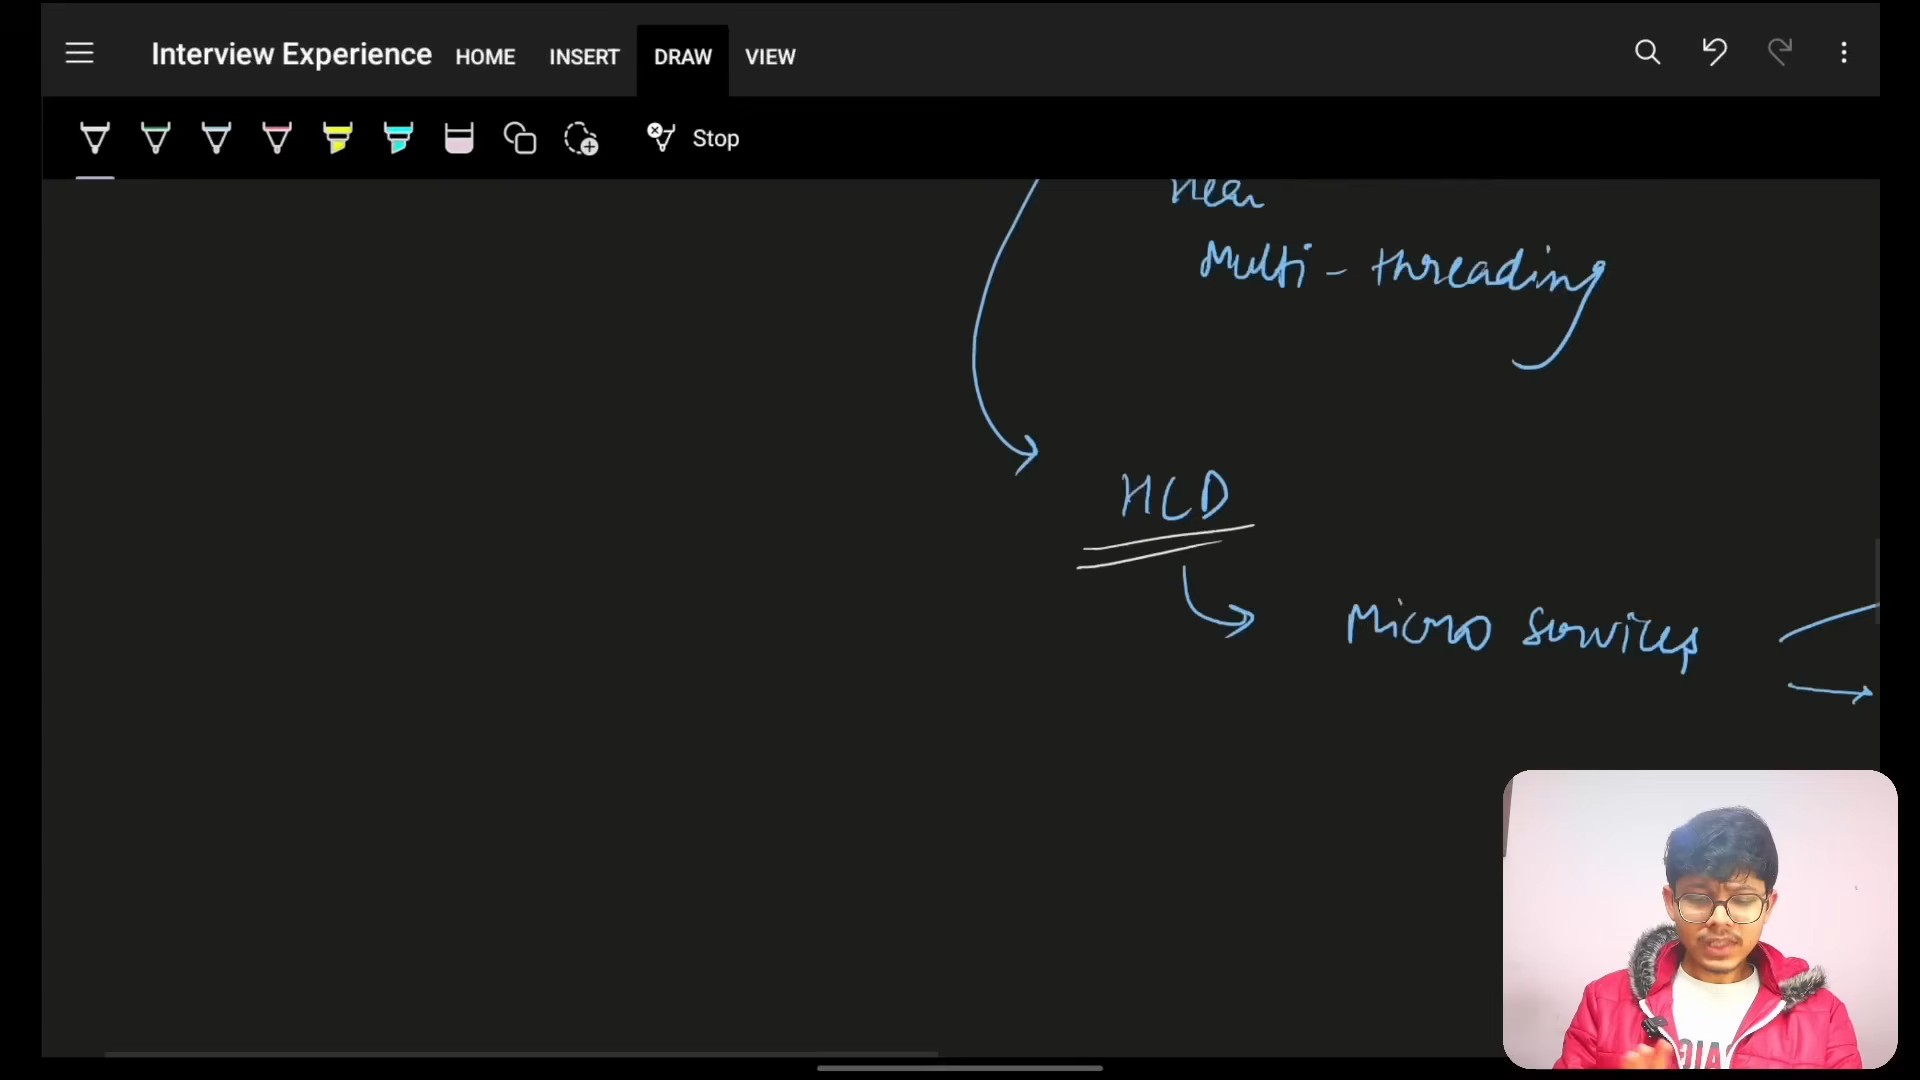 Interview Experience HOME INSERT DRAW VIEW
Stop
Multi - threading
HLD
Micro Services